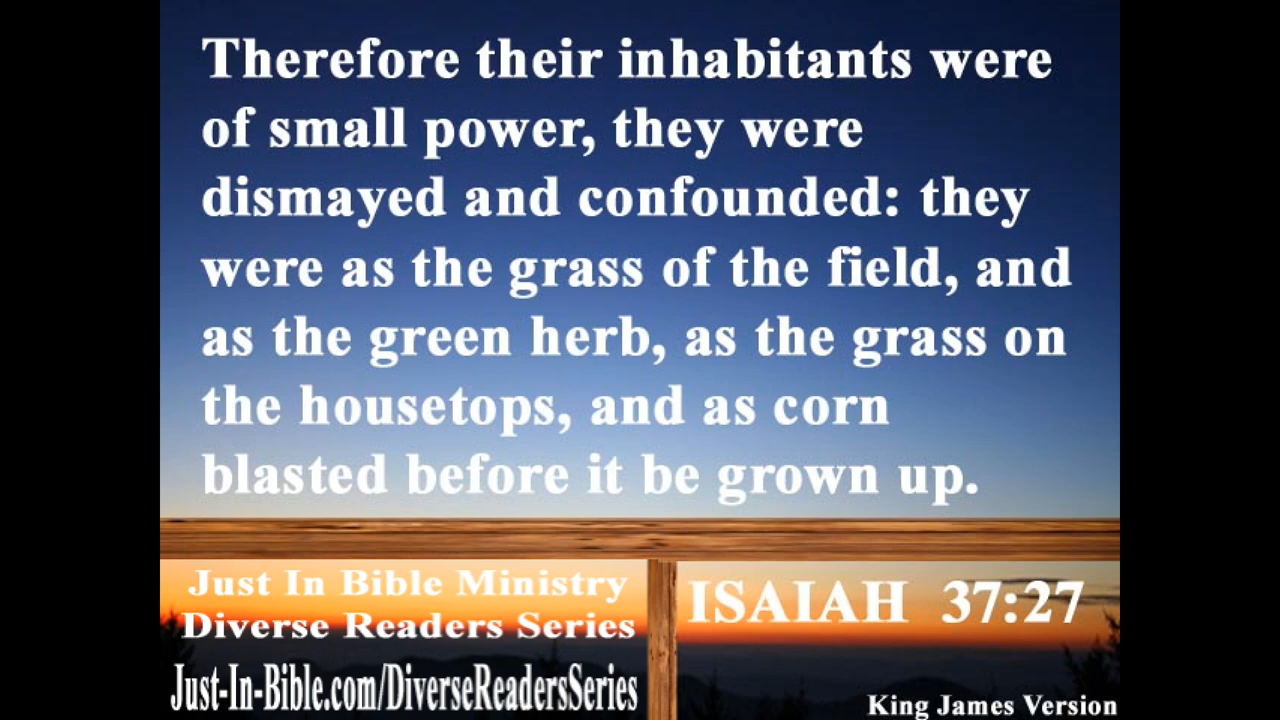 Therefore their inhabitants were
of small power, they were
dismayed and confounded: they
were as the grass of the field, and
as the green herb, as the grass on
the housetops, and as corn
blasted before it be grown up.
Just In Bible Ministry
Diverse Readers Series
Just-In-Bible.com/DiverseReadersSeries
ISAIAH 37:27
King James Version